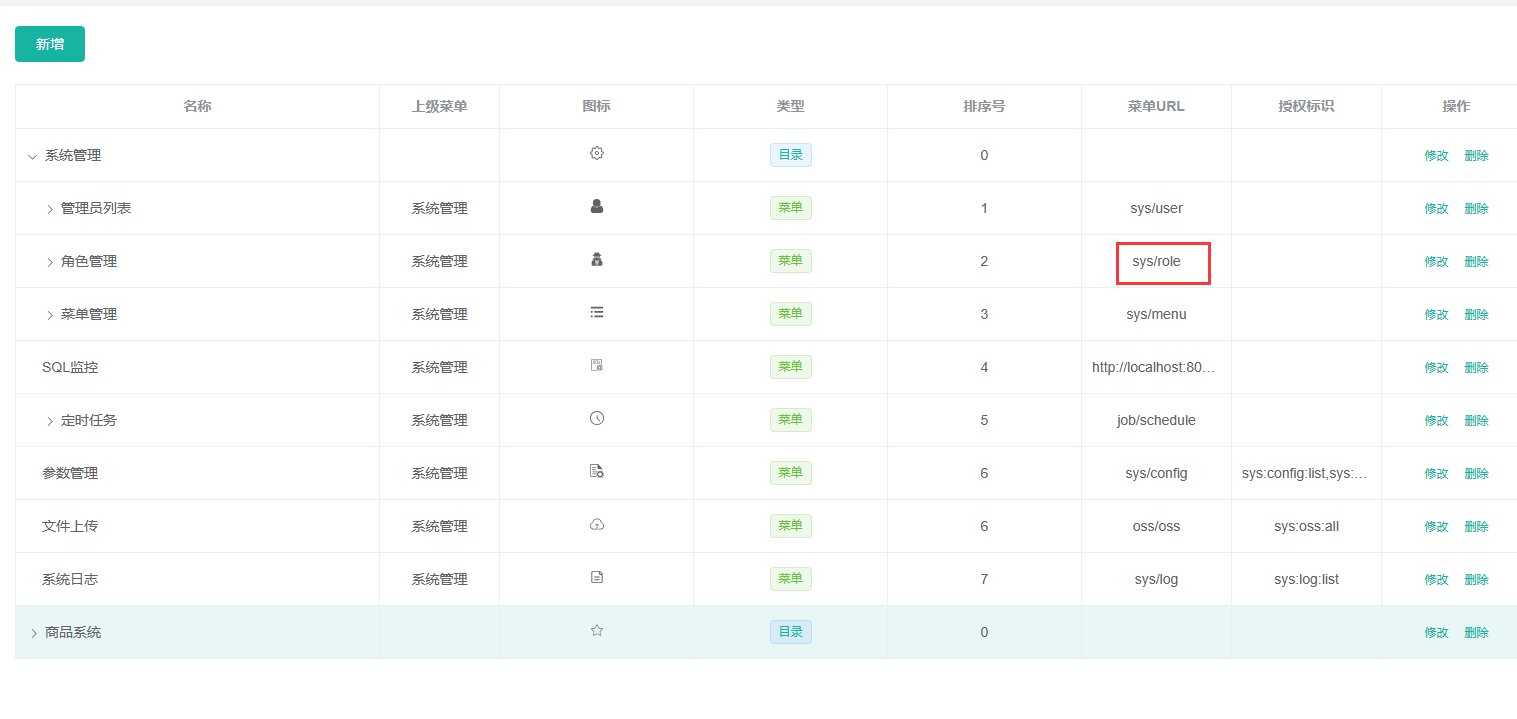 新增
名称 上级菜单 图标 类型 排序号 菜单URL 授权标识 操作
系统管理 目录 0 修改 删除
管理员列表 系统管理 菜单 1 sys/user 修改 删除
角色管理 系统管理 菜单 2 sys/role 修改 删除
菜单管理 系统管理 菜单 3 sys/menu 修改 删除
SQL监控 系统管理 菜单 4 http://localhost:80… 修改 删除
定时任务 系统管理 菜单 5 job/schedule 修改 删除
参数管理 系统管理 菜单 6 sys/config sys:config:list,sys:… 修改 删除
文件上传 系统管理 菜单 6 oss/oss sys:oss:all 修改 删除
系统日志 系统管理 菜单 7 sys/log sys:log:list 修改 删除
商品系统 目录 0 修改 删除